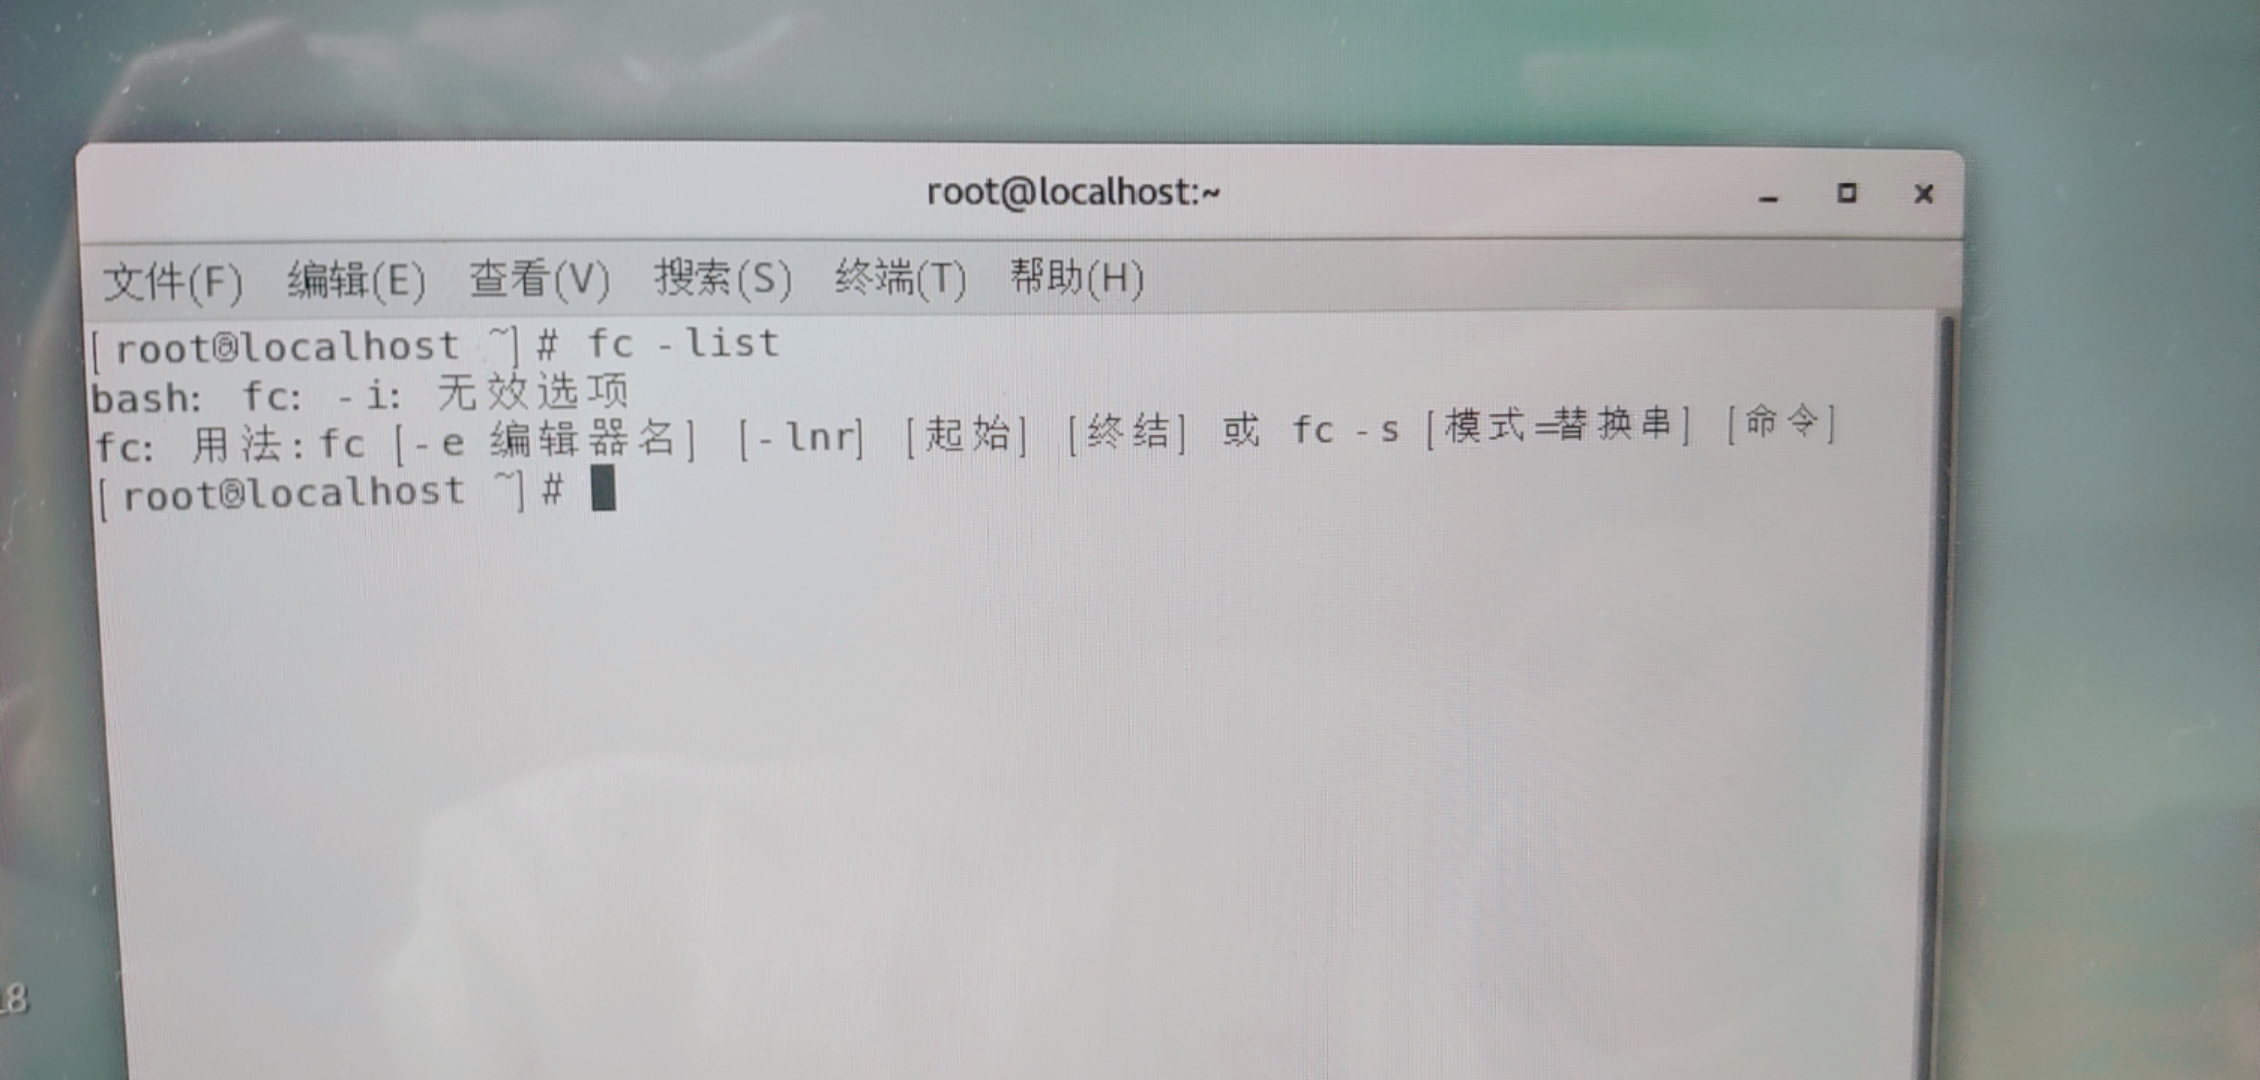 root@localhost:~
文件(F) 编辑(E) 查看(V) 搜索(S) 终端(T) 帮助(H)
[root@localhost ~]# fc -list
bash: fc: -i: 无效选项
fc: 用法:fc [-e 编辑器名] [-lnr] [起始] [终结] 或 fc -s [模式=替换串] [命令]
[root@localhost ~]#
8